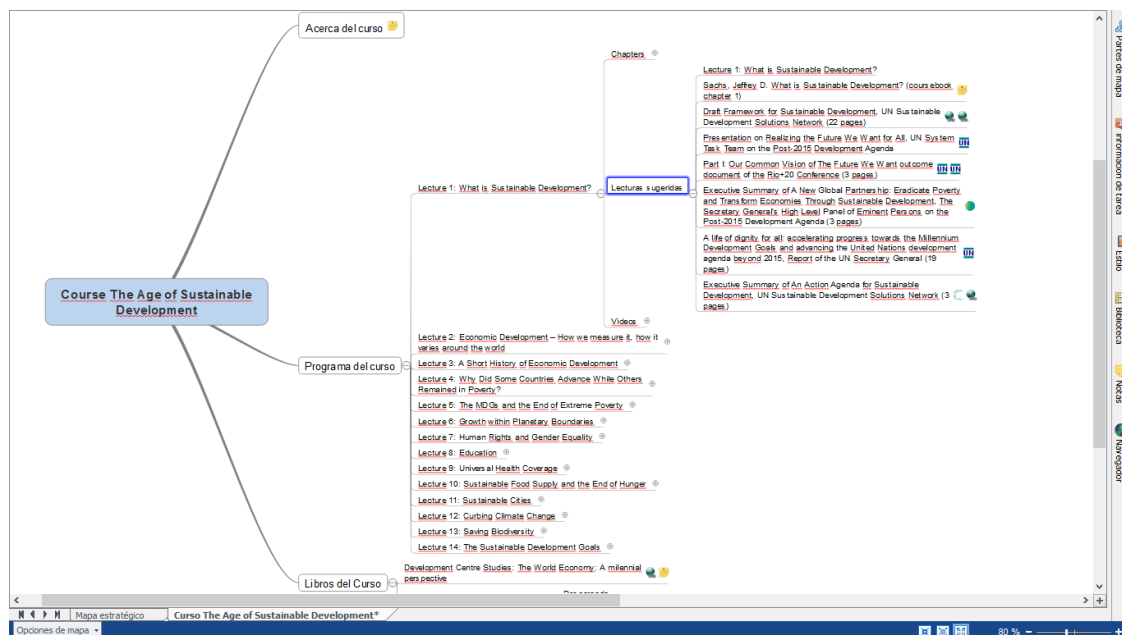 Acerca del curso
Chapters
Lecture 1: What is Sustainable Development?
Sachs, Jeffrey D. What is Sustainable Development? (coursebook
chapter 1)
Draft Framework for Sustainable Development, UN Sustainable
Development Solutions Network (22 pages)
Presentation on Realizing the Future We Want for All, UN System
Task Team on the Post-2015 Development Agenda
UN
Part I: Our Common Vision of The Future We Want outcome
document of the Rio+20 Conference (3 pages)
UN UN
Lecture 1: What is Sustainable Development?
Lecturas sugeridas
Executive Summary of A New Global Partnership: Eradicate Poverty
and Transform Economies Through Sustainable Development, The
Secretary General's High Level Panel of Eminent Persons on the
Post-2015 Development Agenda (3 pages)
A life of dignity for all: accelerating progress towards the Millennium
Development Goals and advancing the United Nations development
agenda beyond 2015, Report of the UN Secretary General (19
pages)
UN
Executive Summary of An Action Agenda for Sustainable
Development, UN Sustainable Development Solutions Network (3
pages)
Videos
Course The Age of Sustainable
Development
Programa del curso
Lecture 2: Economic Development – How we measure it, how it
varies around the world
Lecture 3: A Short History of Economic Development
Lecture 4: Why Did Some Countries Advance While Others
Remained in Poverty?
Lecture 5: The MDGs and the End of Extreme Poverty
Lecture 6: Growth within Planetary Boundaries
Lecture 7: Human Rights and Gender Equality
Lecture 8: Education
Lecture 9: Universal Health Coverage
Lecture 10: Sustainable Food Supply and the End of Hunger
Lecture 11: Sustainable Cities
Lecture 12: Curbing Climate Change
Lecture 13: Saving Biodiversity
Lecture 14: The Sustainable Development Goals
Libros del Curso
Development Centre Studies: The World Economy: A milennial
perspective
Partes de mapa
Información de tarea
Estilo
Biblioteca
Notas
Navegador
Mapa estratégico
Curso The Age of Sustainable Development*
Opciones de mapa
80 %